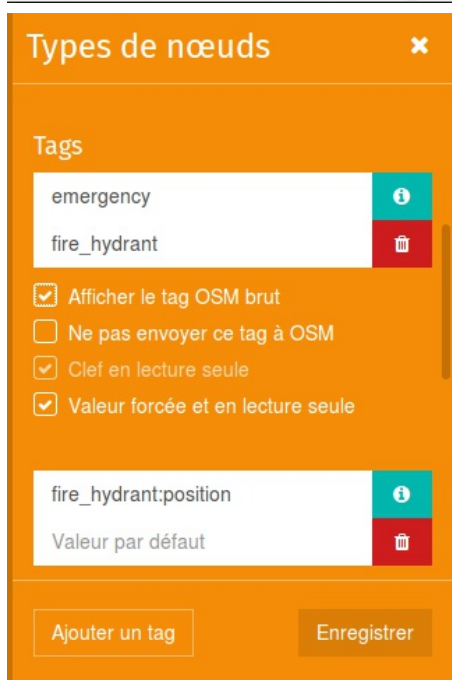 Types de nœuds
Tags
emergency
fire_hydrant
Afficher le tag OSM brut
Ne pas envoyer ce tag à OSM
Clef en lecture seule
Valeur forcée et en lecture seule
fire_hydrant:position
Valeur par défaut
Ajouter un tag
Enregistrer